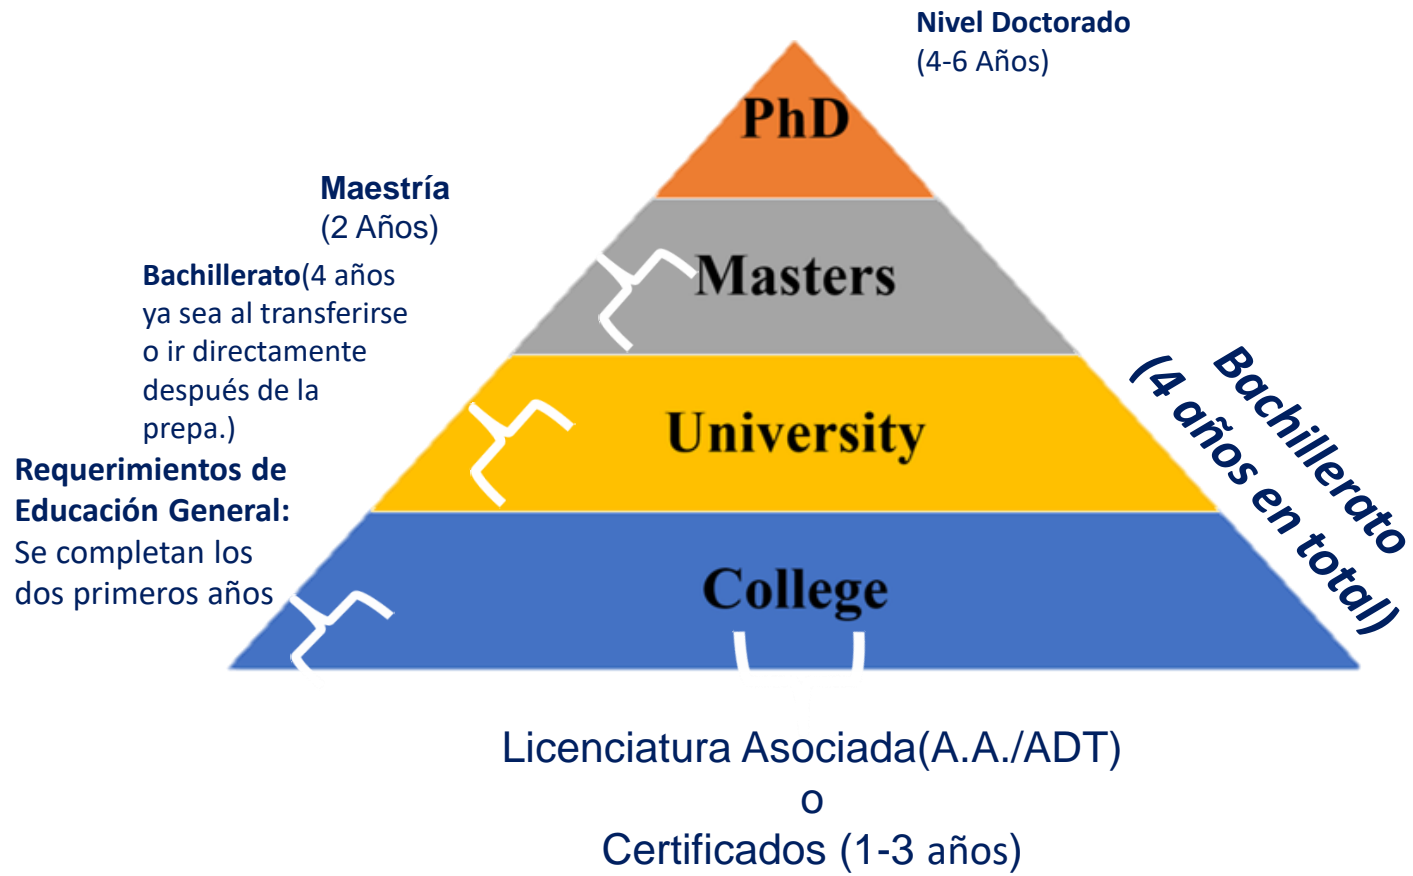 Nivel Doctorado
(4-6 Años)
PhD
Maestría
(2 Años)
Masters
Bachillerato(4 años
ya sea al transferirse
o ir directamente
después de la
prepa.)
University
Bachillerato
(4 años en total)
Requerimientos de
Educación General:
Se completan los
dos primeros años
College
Licenciatura Asociada(A.A./ADT)
o
Certificados (1-3 años)